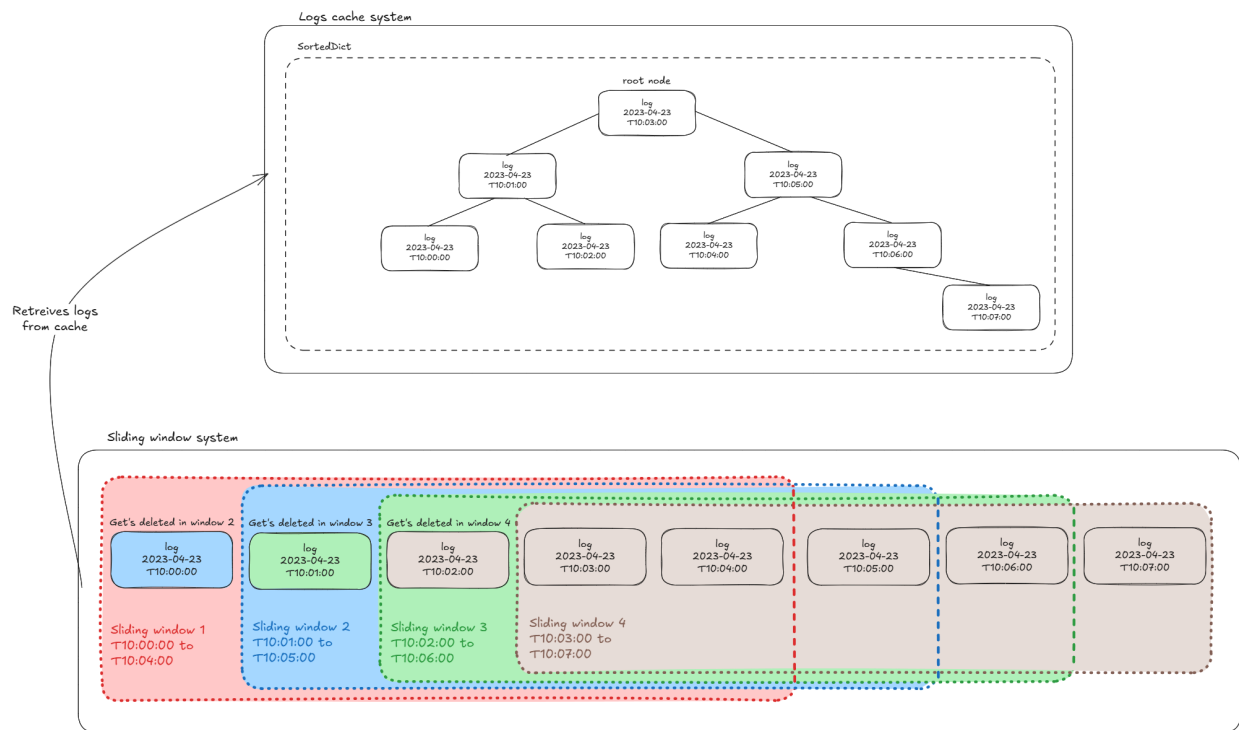 Logs cache system
SortedDict
root node
log
2023-04-23
T10:03:00
log
2023-04-23
T10:01:00
log
2023-04-23
T10:05:00
log
2023-04-23
T10:00:00
log
2023-04-23
T10:02:00
log
2023-04-23
T10:04:00
log
2023-04-23
T10:06:00
log
2023-04-23
T10:07:00
Retreives logs
from cache
Sliding window system
Get's deleted in window 2
Get's deleted in window 3
Get's deleted in window 4
log
2023-04-23
T10:00:00
log
2023-04-23
T10:01:00
log
2023-04-23
T10:02:00
log
2023-04-23
T10:03:00
log
2023-04-23
T10:04:00
log
2023-04-23
T10:05:00
log
2023-04-23
T10:06:00
log
2023-04-23
T10:07:00
Sliding window 1
T10:00:00 to
T10:04:00
Sliding window 2
T10:01:00 to
T10:05:00
Sliding window 3
T10:02:00 to
T10:06:00
Sliding window 4
T10:03:00 to
T10:07:00